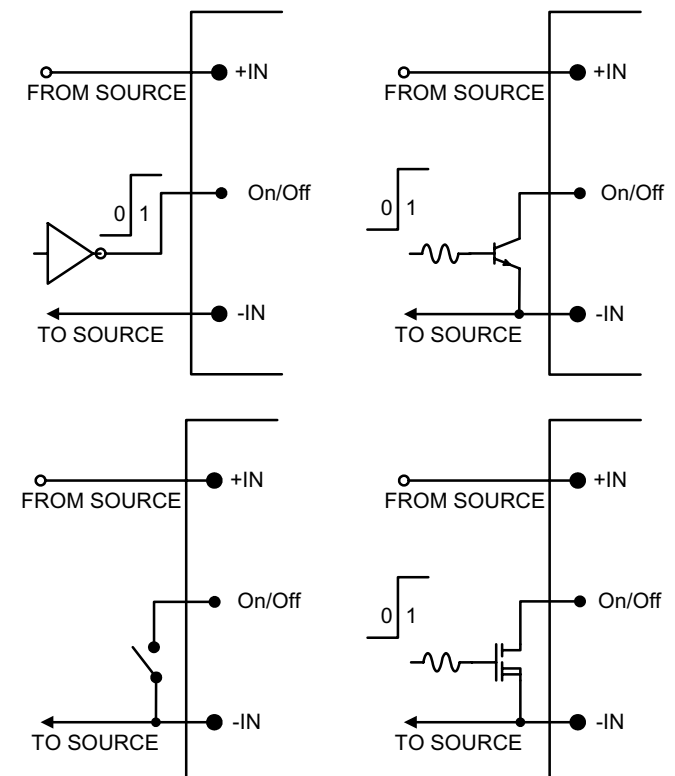 +IN
FROM SOURCE
0 1
On/Off
-IN
TO SOURCE
+IN
FROM SOURCE
0 1
On/Off
-IN
TO SOURCE
+IN
FROM SOURCE
On/Off
-IN
TO SOURCE
+IN
FROM SOURCE
0 1
On/Off
-IN
TO SOURCE